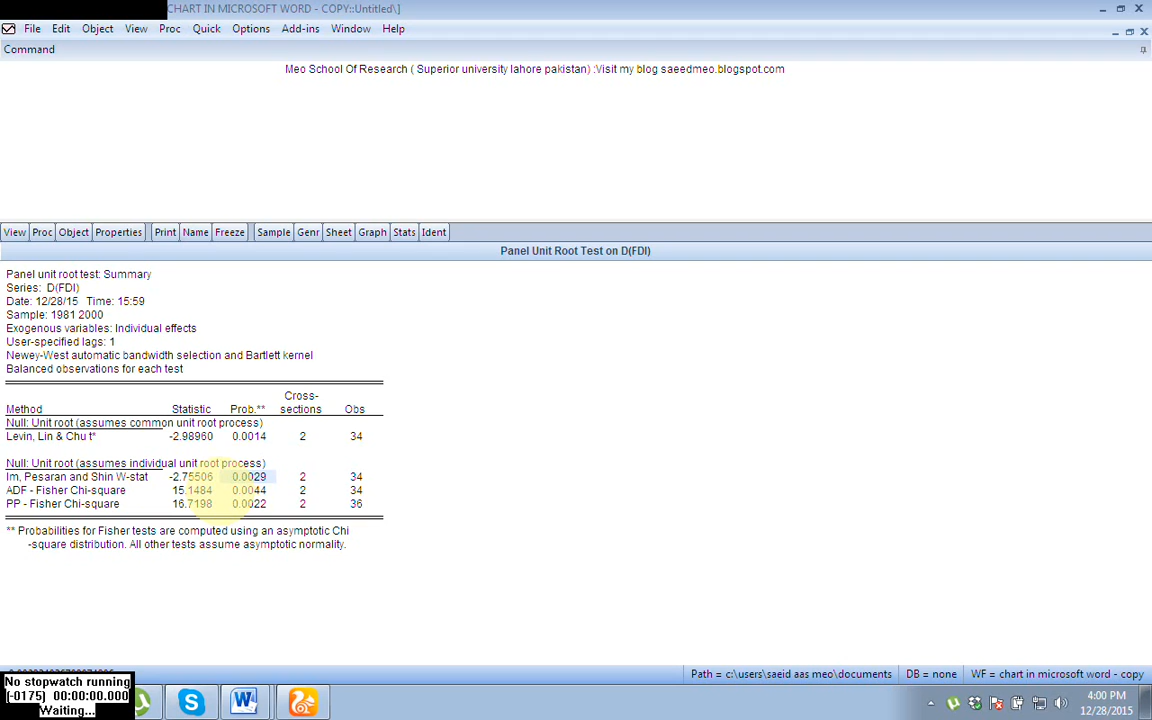 CHART IN MICROSOFT WORD - COPY::Untitled\]
File Edit Object View Proc Quick Options Add-ins Window Help
Command
Meo School Of Research ( Superior university lahore pakistan) :Visit my blog saeedmeo.blogspot.com
View Proc Object Properties Print Name Freeze Sample Genr Sheet Graph Stats Ident
Panel Unit Root Test on D(FDI)
Panel unit root test: Summary
Series: D(FDI)
Date: 12/28/15 Time: 15:59
Sample: 1981 2000
Exogenous variables: Individual effects
User-specified lags: 1
Newey-West automatic bandwidth selection and Bartlett kernel
Balanced observations for each test
Cross-
Method Statistic Prob.** sections Obs
Null: Unit root (assumes common unit root process)
Levin, Lin & Chu t* -2.98960 0.0014 2 34
Null: Unit root (assumes individual unit root process)
Im, Pesaran and Shin W-stat -2.75506 0.0029 2 34
ADF - Fisher Chi-square 15.1484 0.0044 2 34
PP - Fisher Chi-square 16.7198 0.0022 2 36
** Probabilities for Fisher tests are computed using an asymptotic Chi
-square distribution. All other tests assume asymptotic normality.
Path = c:\users\saeid aas meo\documents DB = none WF = chart in microsoft word - copy
No stopwatch running
(-0175) 00:00:00.000
Waiting...
4:00 PM
12/28/2015